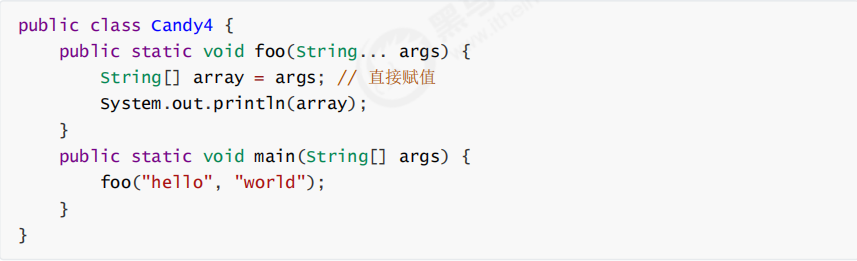 public class Candy4 {
    public static void foo(String... args) {
        String[] array = args; // 直接赋值
        System.out.println(array);
    }
    public static void main(String[] args) {
        foo("hello", "world");
    }
}